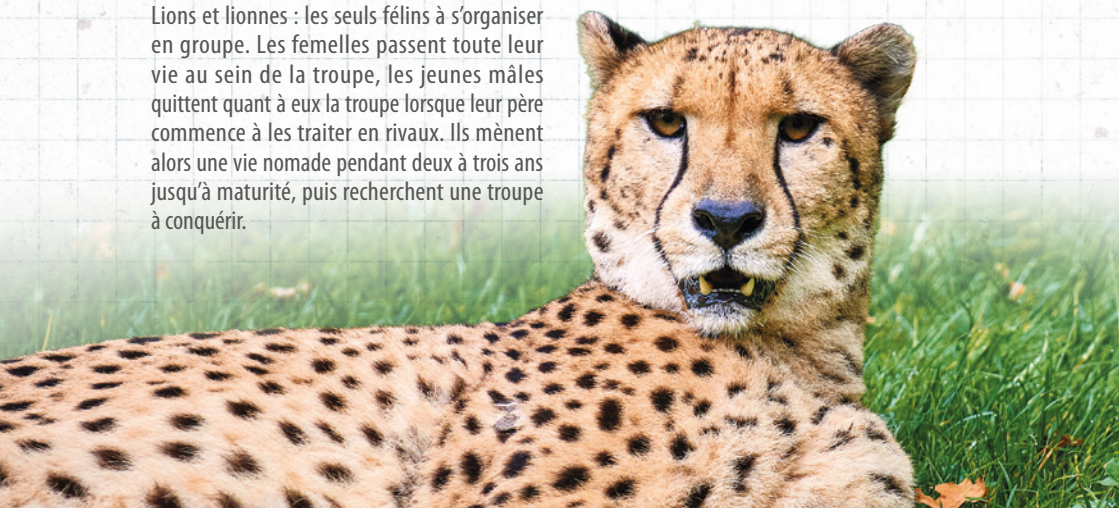 Lions et lionnes : les seuls félins à s’organiser
en groupe. Les femelles passent toute leur
vie au sein de la troupe, les jeunes mâles
quittent quant à eux la troupe lorsque leur père
commence à les traiter en rivaux. Ils mènent
alors une vie nomade pendant deux à trois ans
jusqu’à maturité, puis recherchent une troupe
à conquérir.